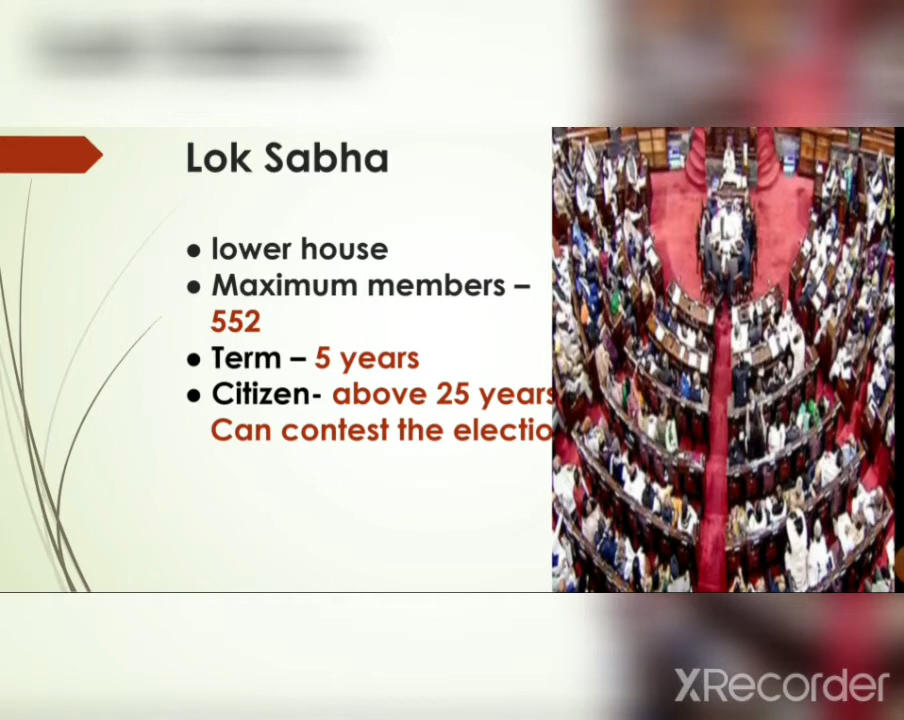 Lok Sabha
● lower house
● Maximum members –
552
● Term – 5 years
● Citizen- above 25 years
Can contest the electio
XRecorder